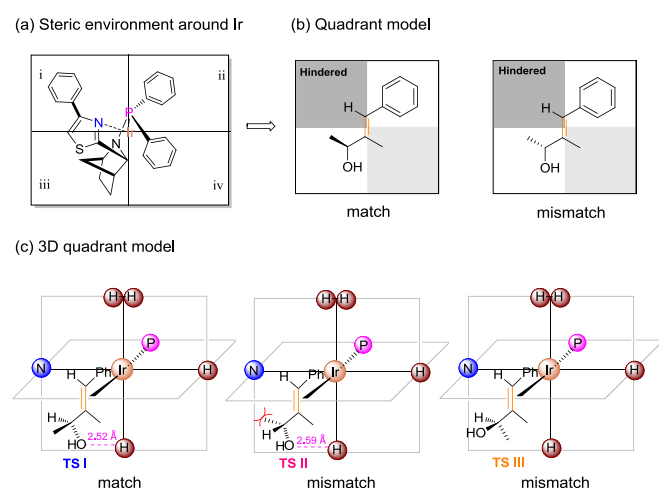 (a) Steric environment around Ir
(b) Quadrant model
i
ii
iii
iv
P
N
Ir
N
S
Hindered
H
OH
match
Hindered
H
OH
mismatch
(c) 3D quadrant model
H H
P
N
H Ph
Ir
H
H
HO
2.52 Å
H
TS I
match
H H
P
N
H Ph
Ir
H
H
HO
2.59 Å
H
TS II
mismatch
H H
P
N
H Ph
Ir
H
H
HO
H
TS III
mismatch